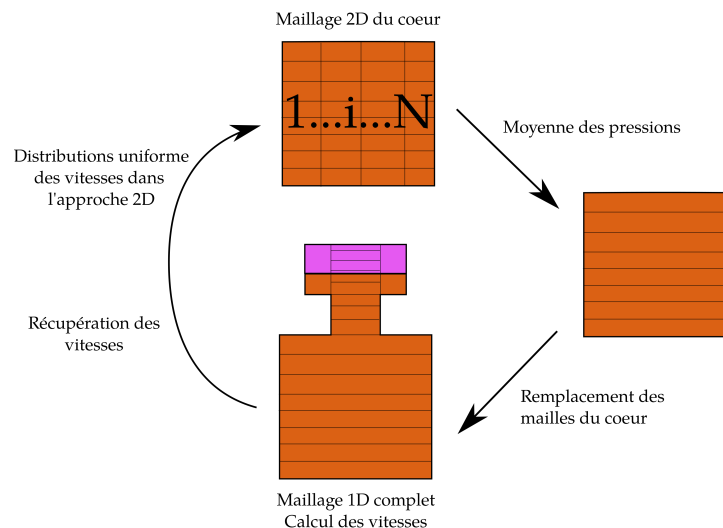 Maillage 2D du coeur
1...i...N
Moyenne des pressions
Distributions uniforme
des vitesses dans
l'approche 2D
Récupération des
vitesses
Remplacement des
mailles du coeur
Maillage 1D complet
Calcul des vitesses